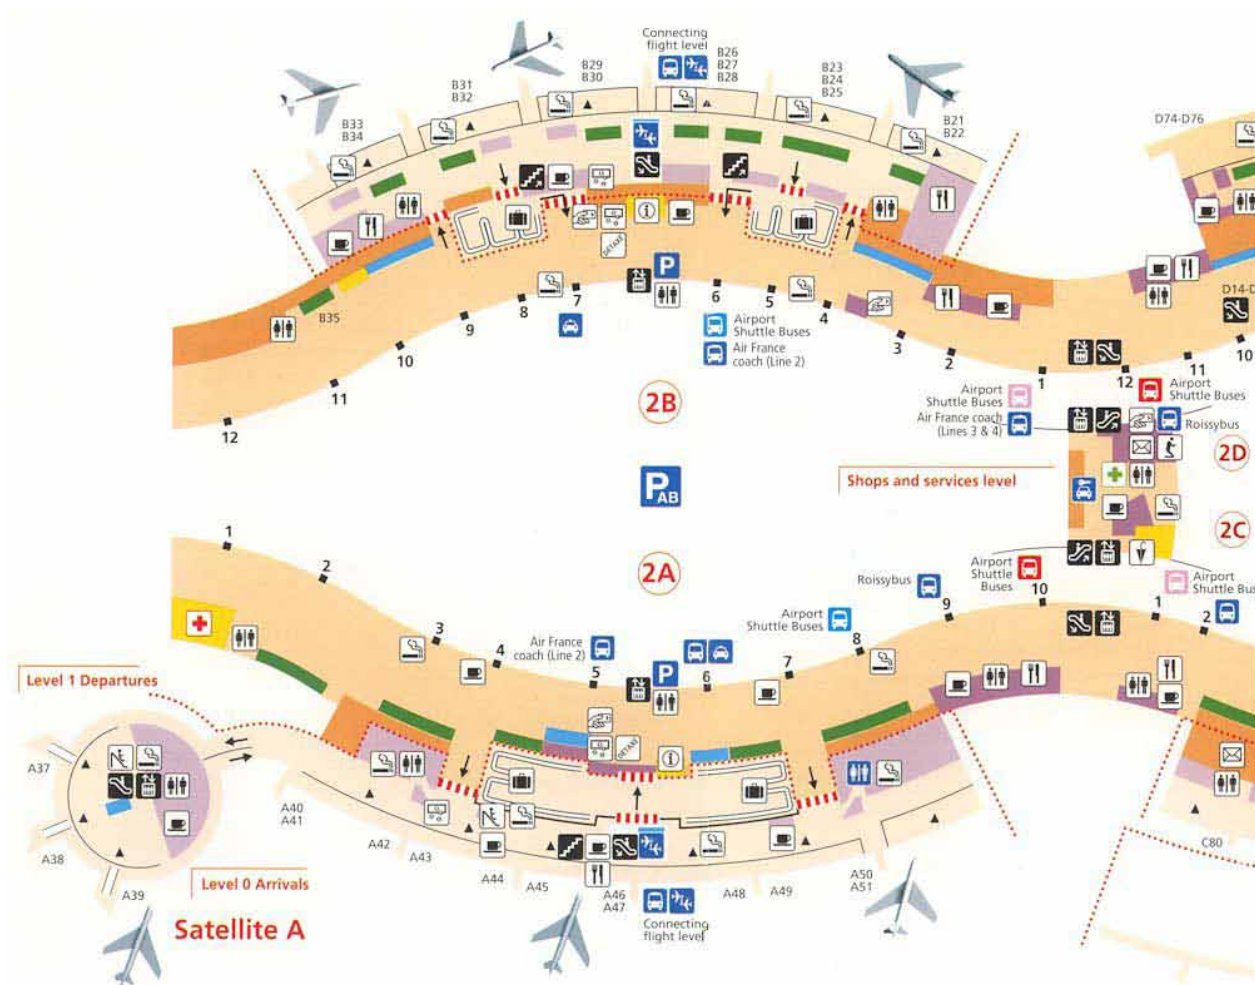 Connecting
flight level
B29
B30
B26
B27
B28
B31
B32
B23
B24
B25
B33
B34
B21
B22
D74-D76
i
P
DETAXE
D14-D
B35
12
11
10
9
8
7
6
5
4
3
2
1
12
11
10
Airport
Shuttle Buses
Air France
coach (Line 2)
2B
Airport
Shuttle Buses
Air France coach
(Lines 3 & 4)
Airport
Shuttle Buses
Roissybus
2D
Shops and services level
P AB
2C
2A
1
2
3
4
5
6
7
8
9
10
1
2
Roissybus
Airport
Shuttle
Buses
Airport
Shuttle Bus
Airport
Shuttle Buses
Air France
coach (Line 2)
P
DETAXE
i
Level 1 Departures
A37
A38
A39
A40
A41
A42
A43
A44
A45
A46
A47
A48
A49
A50
A51
C80
Level 0 Arrivals
Satellite A
Connecting
flight level